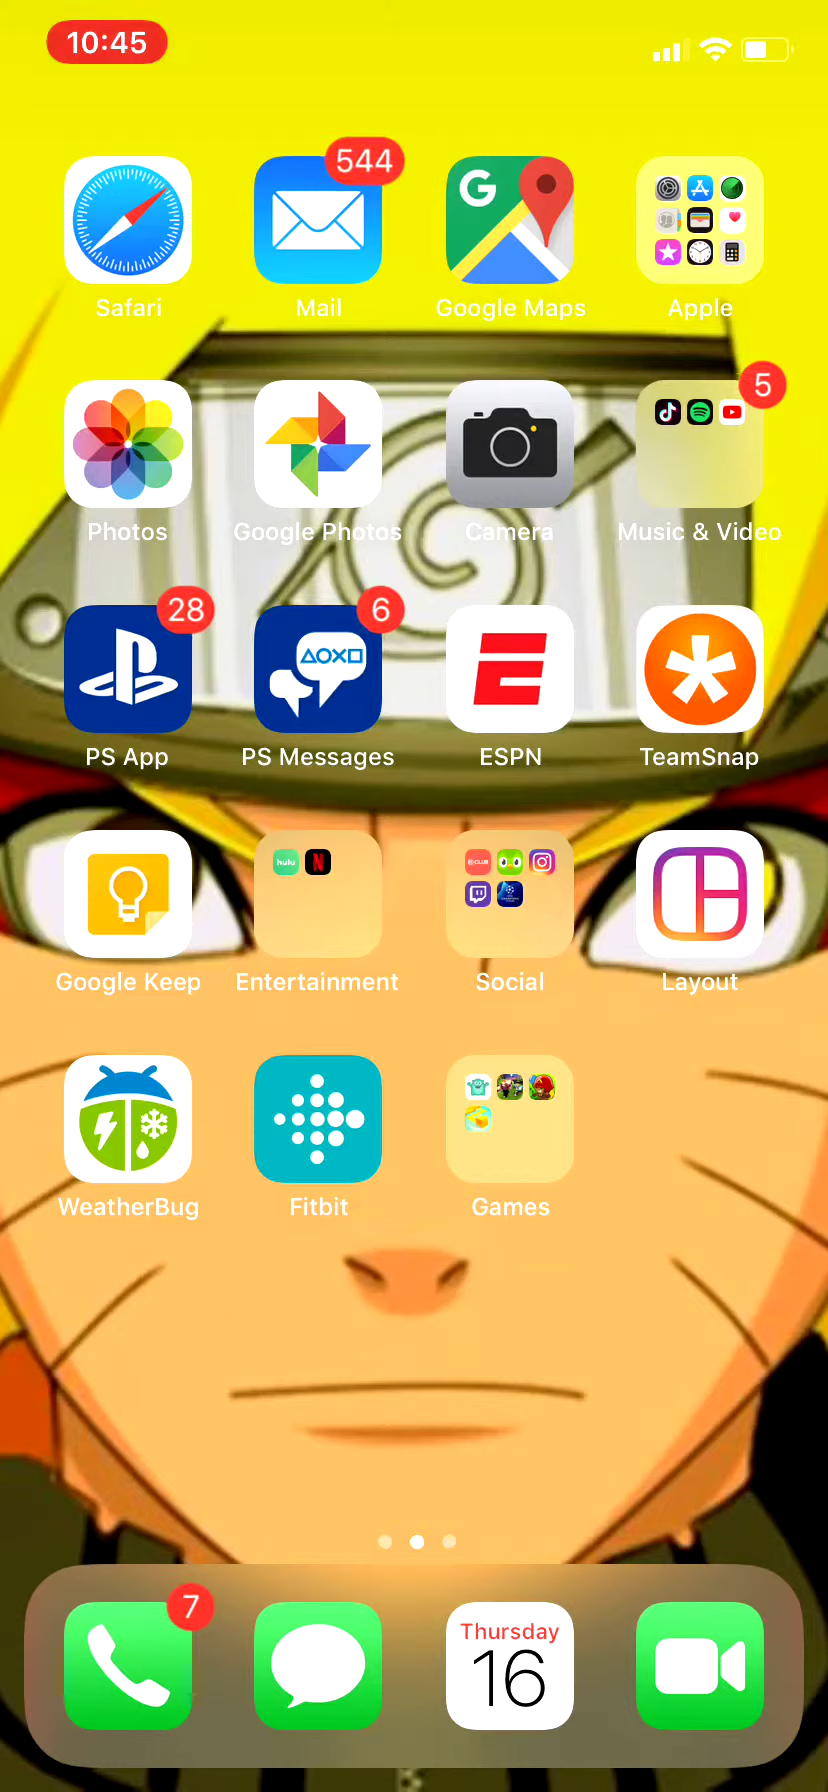 10:45
544
Safari
Mail
Google Maps
Apple
5
Photos
Google Photos
Camera
Music & Video
28
6
PS App
PS Messages
ESPN
TeamSnap
hulu
Google Keep
Entertainment
Social
Layout
WeatherBug
Fitbit
Games
7
Thursday
16